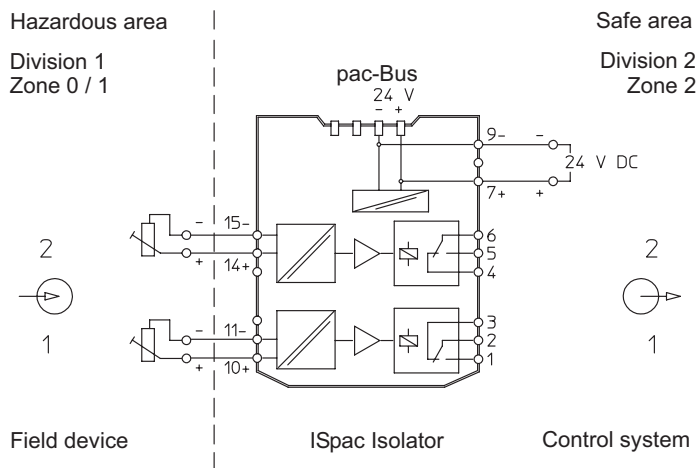 Hazardous area
Safe area
Division 1
Zone 0 / 1
Division 2
Zone 2
pac-Bus
24 V
- +
9- -
24 V DC
7+ +
- 15-
+ 14+
6
5
4
2
1
2
1
- 11-
+ 10+
3
2
1
Field device
ISpac Isolator
Control system